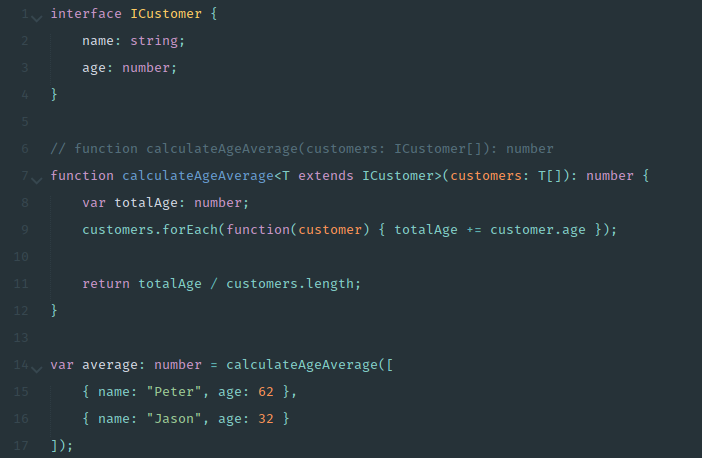 1 interface ICustomer {
2     name: string;
3     age: number;
4 }
5
6 // function calculateAgeAverage(customers: ICustomer[]): number
7 function calculateAgeAverage<T extends ICustomer>(customers: T[]): number {
8     var totalAge: number;
9     customers.forEach(function(customer) { totalAge += customer.age });
10
11     return totalAge / customers.length;
12 }
13
14 var average: number = calculateAgeAverage([
15     { name: "Peter", age: 62 },
16     { name: "Jason", age: 32 }
17 ]);